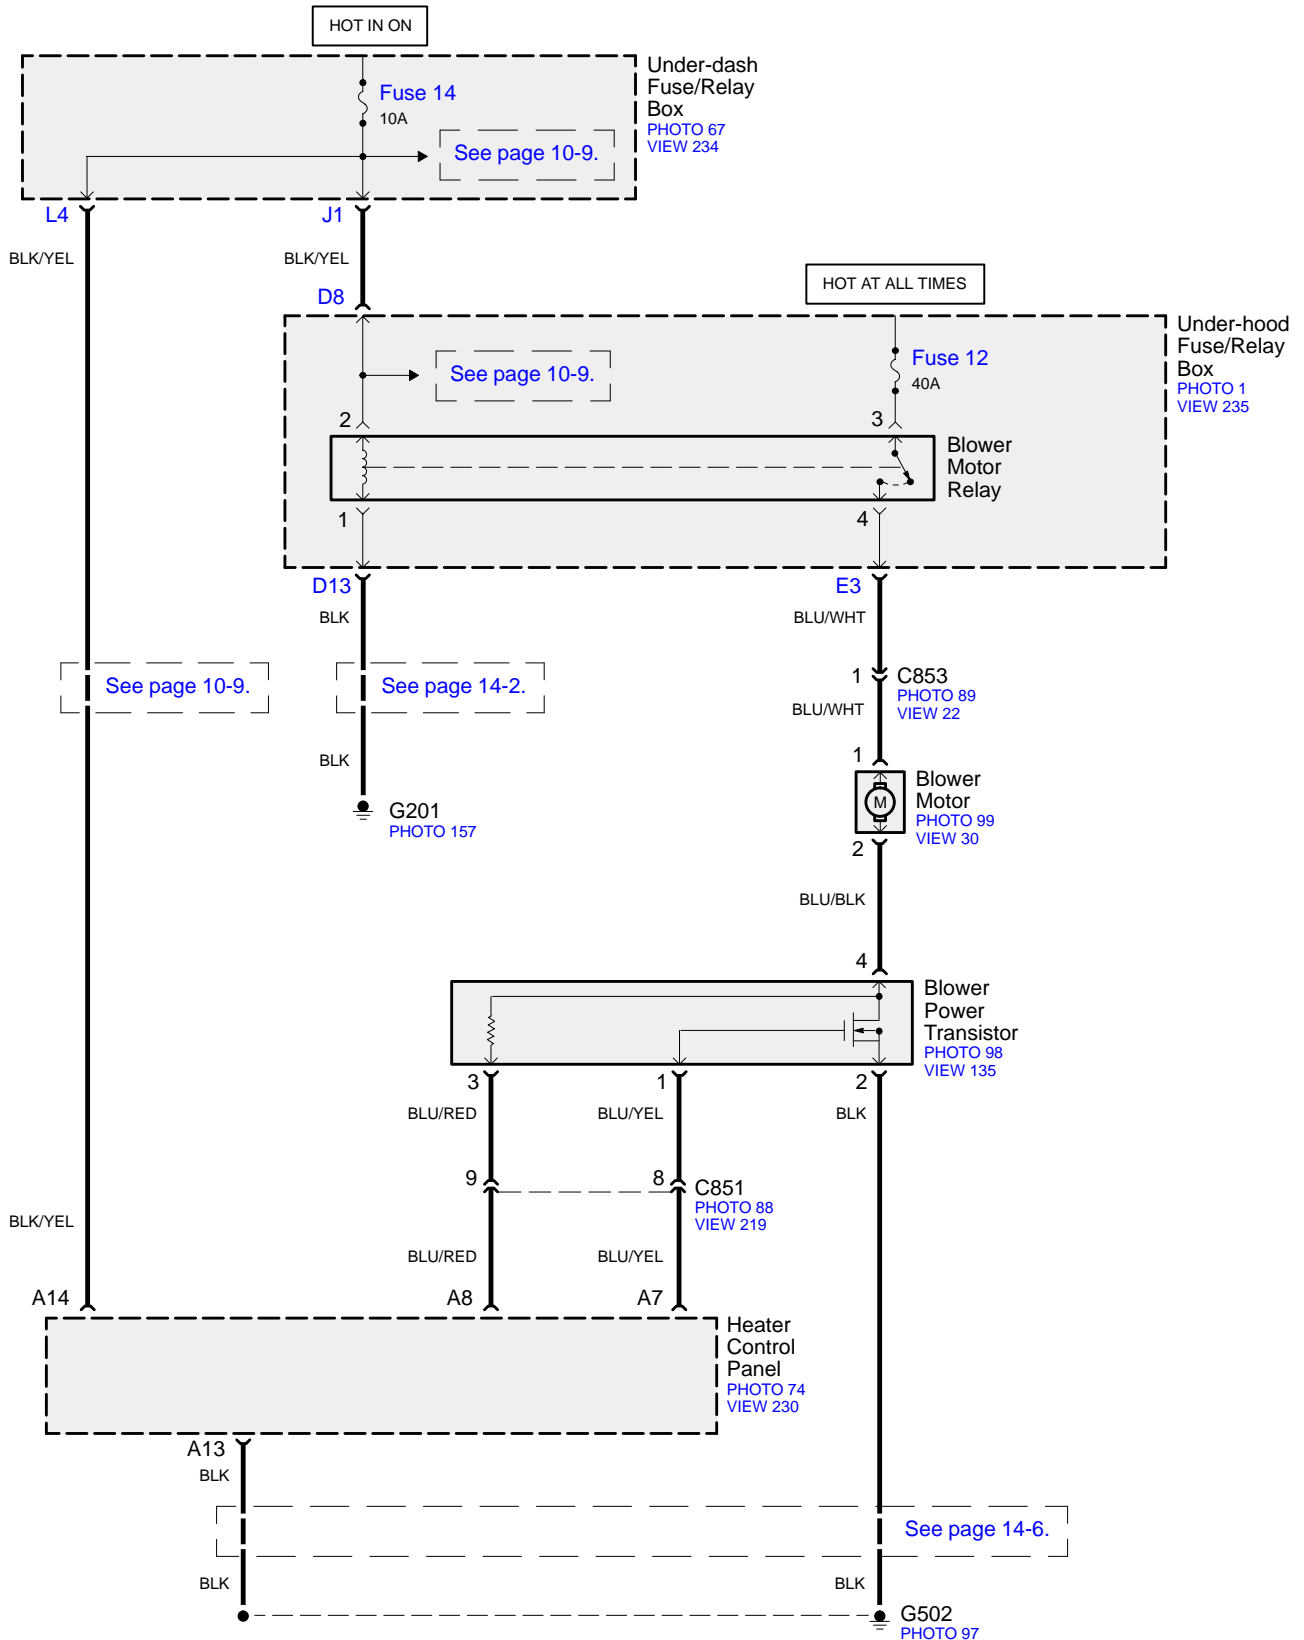 HOT IN ON
Under-dash
Fuse/Relay
Box
PHOTO 67
VIEW 234
Fuse 14
10A
See page 10-9.
L4
J1
BLK/YEL
BLK/YEL
D8
HOT AT ALL TIMES
Under-hood
Fuse/Relay
Box
PHOTO 1
VIEW 235
See page 10-9.
Fuse 12
40A
2
3
Blower
Motor
Relay
1
4
D13
E3
BLK
BLU/WHT
See page 10-9.
See page 14-2.
1
C853
PHOTO 89
VIEW 22
BLU/WHT
BLK
1
G201
PHOTO 157
M
Blower
Motor
PHOTO 99
VIEW 30
2
BLU/BLK
4
Blower
Power
Transistor
PHOTO 98
VIEW 135
3
1
2
BLU/RED
BLU/YEL
BLK
9
8
C851
PHOTO 88
VIEW 219
BLK/YEL
BLU/RED
BLU/YEL
A14
A8
A7
Heater
Control
Panel
PHOTO 74
VIEW 230
A13
BLK
See page 14-6.
BLK
BLK
G502
PHOTO 97